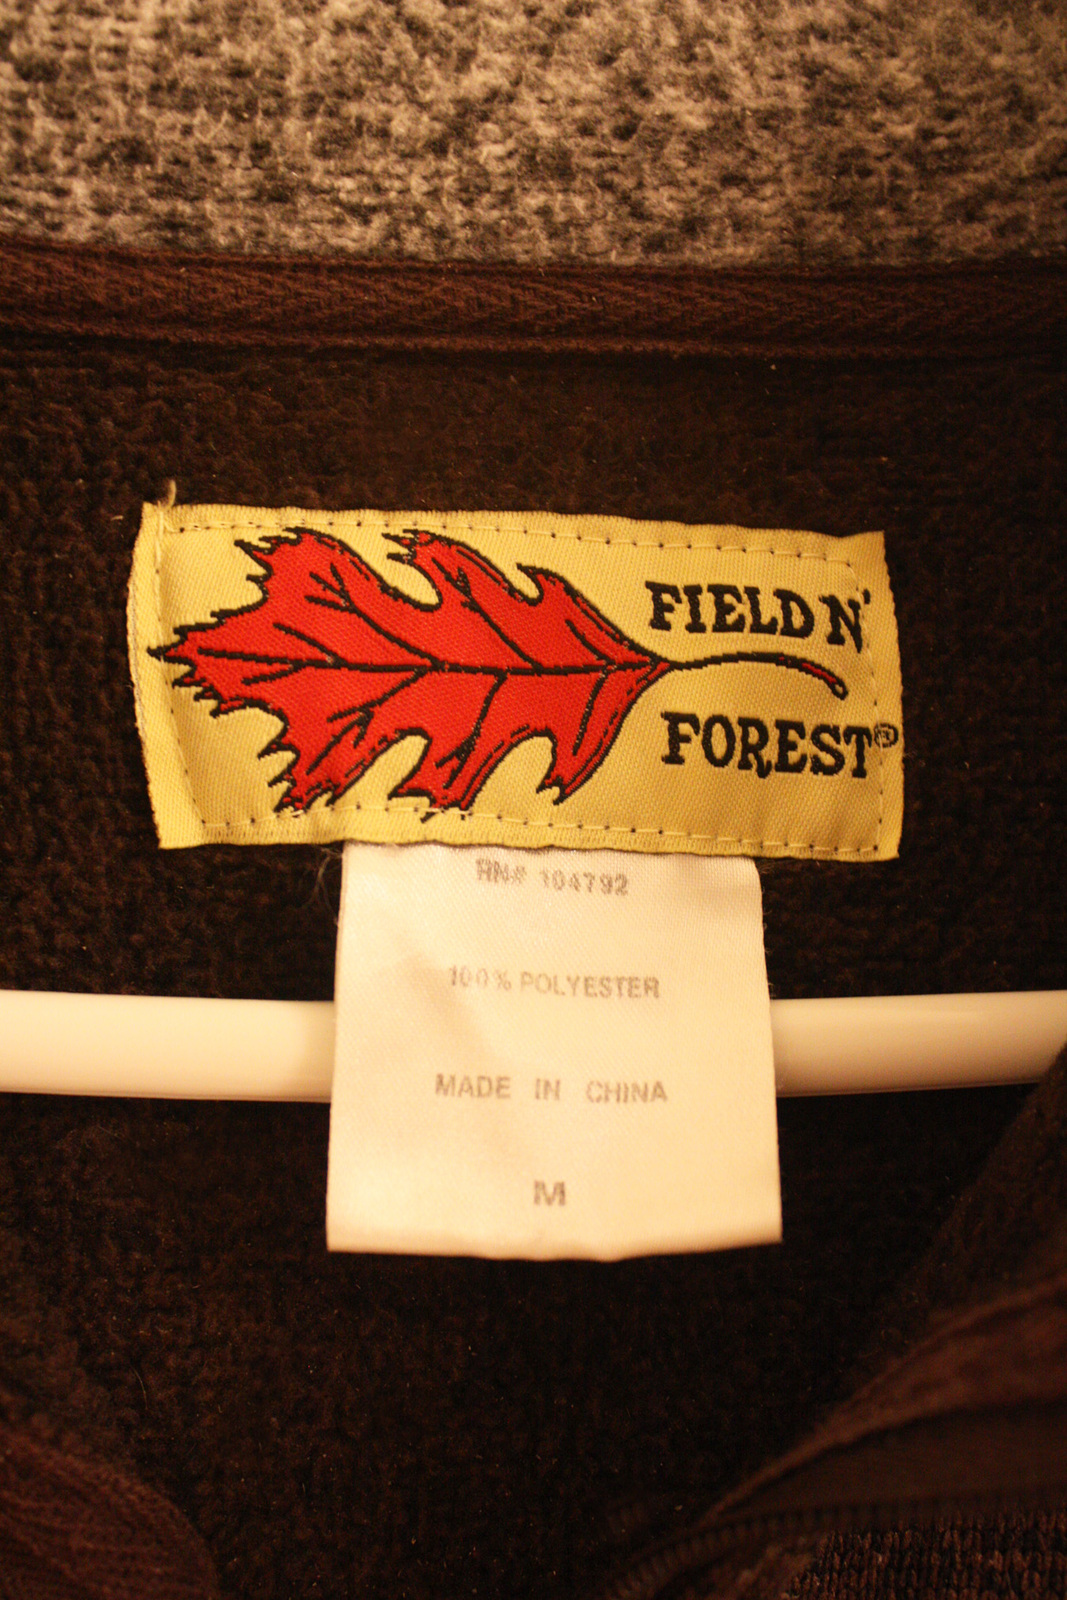 FIELD N'
FOREST®
RN# 104792
100% POLYESTER
MADE IN CHINA
M